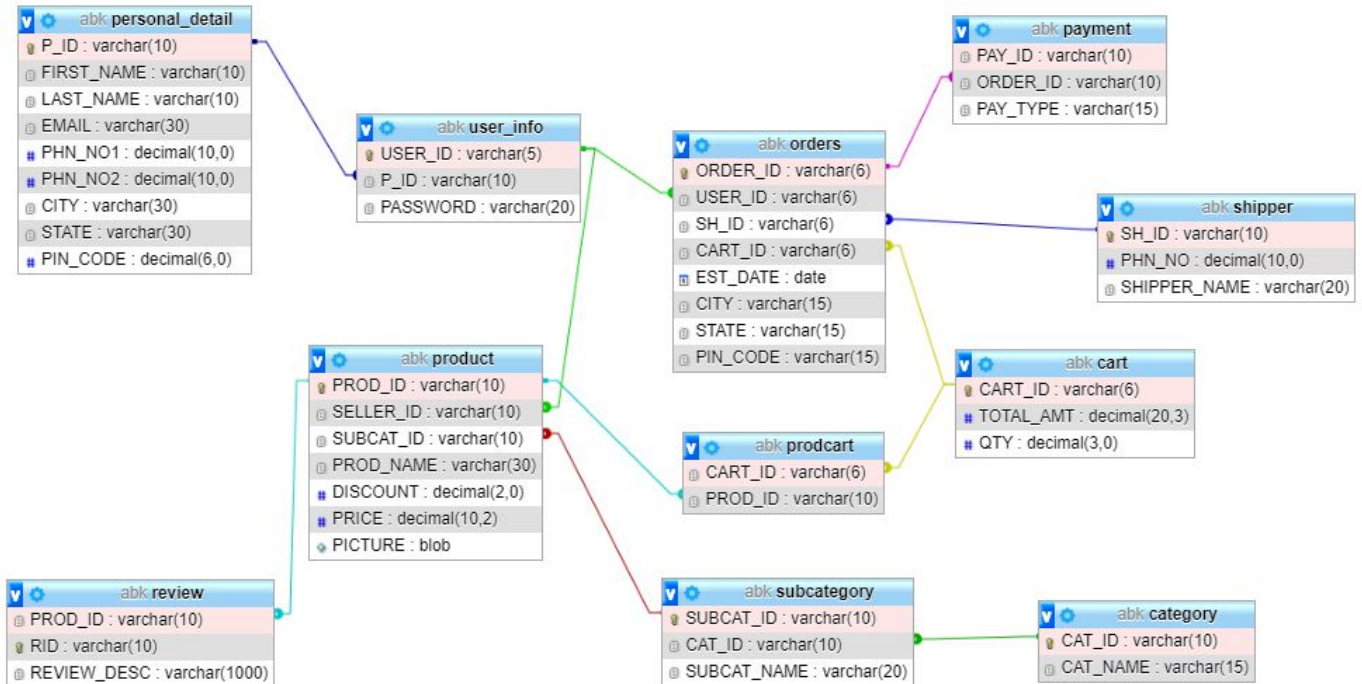 abk personal_detail
P_ID : varchar(10)
FIRST_NAME : varchar(10)
LAST_NAME : varchar(10)
EMAIL : varchar(30)
# PHN_NO1 : decimal(10,0)
# PHN_NO2 : decimal(10,0)
CITY : varchar(30)
STATE : varchar(30)
# PIN_CODE : decimal(6,0)
abk user_info
USER_ID : varchar(5)
P_ID : varchar(10)
PASSWORD : varchar(20)
abk payment
PAY_ID : varchar(10)
ORDER_ID : varchar(10)
PAY_TYPE : varchar(15)
abk orders
ORDER_ID : varchar(6)
USER_ID : varchar(6)
SH_ID : varchar(6)
CART_ID : varchar(6)
EST_DATE : date
CITY : varchar(15)
STATE : varchar(15)
PIN_CODE : varchar(15)
abk shipper
SH_ID : varchar(10)
# PHN_NO : decimal(10,0)
SHIPPER_NAME : varchar(20)
abk product
PROD_ID : varchar(10)
SELLER_ID : varchar(10)
SUBCAT_ID : varchar(10)
PROD_NAME : varchar(30)
# DISCOUNT : decimal(2,0)
# PRICE : decimal(10,2)
PICTURE : blob
abk cart
CART_ID : varchar(6)
# TOTAL_AMT : decimal(20,3)
# QTY : decimal(3,0)
abk prodcart
CART_ID : varchar(6)
PROD_ID : varchar(10)
abk review
PROD_ID : varchar(10)
RID : varchar(10)
REVIEW_DESC : varchar(1000)
abk subcategory
SUBCAT_ID : varchar(10)
CAT_ID : varchar(10)
SUBCAT_NAME : varchar(20)
abk category
CAT_ID : varchar(10)
CAT_NAME : varchar(15)